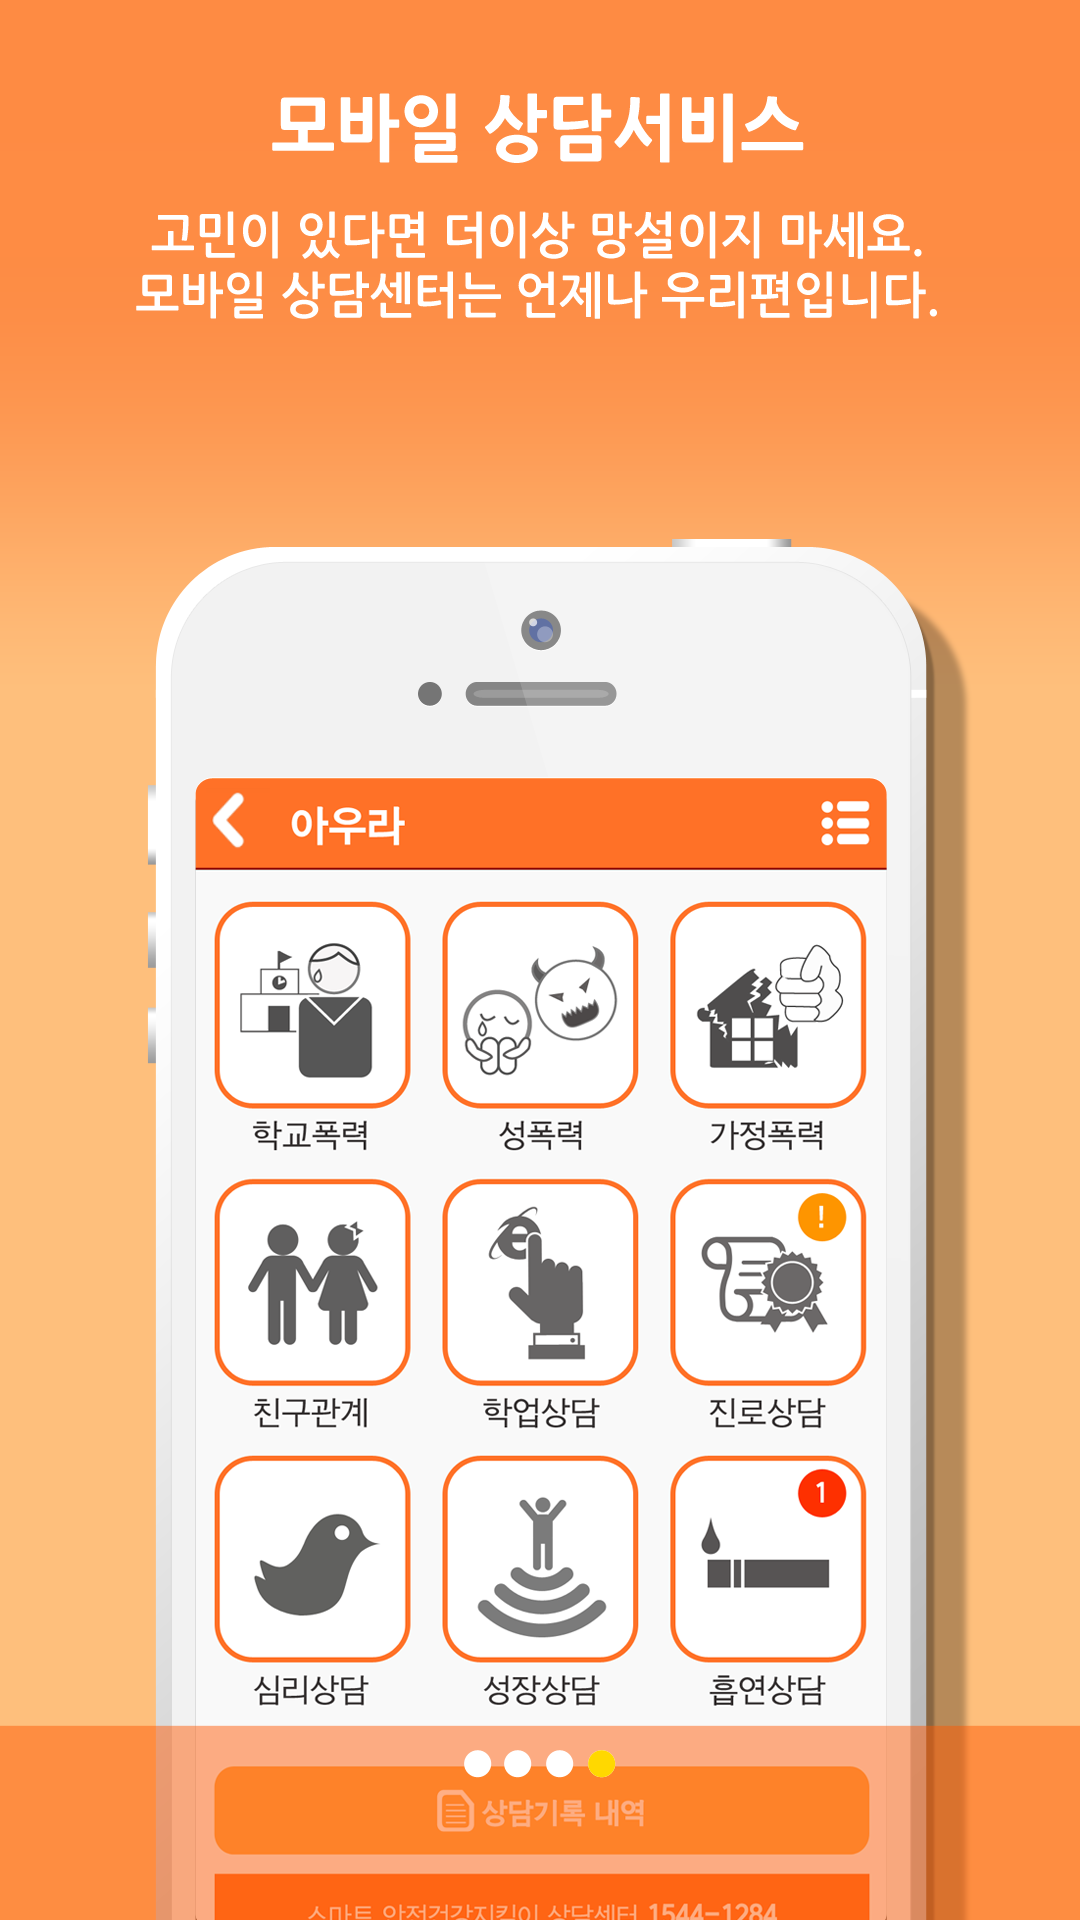 모바일 상담서비스
고민이 있다면 더이상 망설이지 마세요.
모바일 상담센터는 언제나 우리편입니다.
아우라
학교폭력 성폭력 가정폭력
!
친구관계 학업상담 진로상담
1
심리상담 성장상담 흡연상담
상담기록 내역
스마트 안전건강지킴이 상담센터 1544-1284